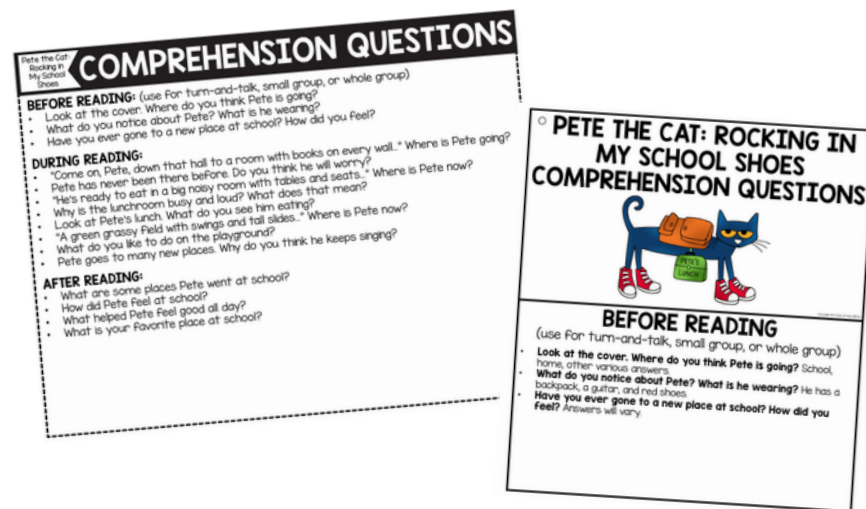 Pete the Cat:
Rocking in
My School
Shoes
COMPREHENSION QUESTIONS
BEFORE READING: (use for turn-and-talk, small group, or whole group)
• Look at the cover. Where do you think Pete is going?
• What do you notice about Pete? What is he wearing?
• Have you ever gone to a new place at school? How did you feel?
DURING READING:
• "Come on, Pete, down that hall to a room with books on every wall..." Where is Pete going?
• Pete has never been there before. Do you think he will worry?
• "He's ready to eat in a big noisy room with tables and seats..." Where is Pete now?
• Why is the lunchroom busy and loud? What does that mean?
• Look at Pete's lunch. What do you see him eating?
• "A green grassy field with swings and tall slides..." Where is Pete now?
• What do you like to do on the playground?
• Pete goes to many new places. Why do you think he keeps singing?
AFTER READING:
• What are some places Pete went at school?
• How did Pete feel at school?
• What helped Pete feel good all day?
• What is your favorite place at school?
PETE THE CAT: ROCKING IN
MY SCHOOL SHOES
COMPREHENSION QUESTIONS
PETE'S
LUNCH
BEFORE READING
(use for turn-and-talk, small group, or whole group)
• Look at the cover. Where do you think Pete is going? School,
home, other various answers.
• What do you notice about Pete? What is he wearing? He has a
backpack, a guitar, and red shoes.
• Have you ever gone to a new place at school? How did you
feel? Answers will vary.